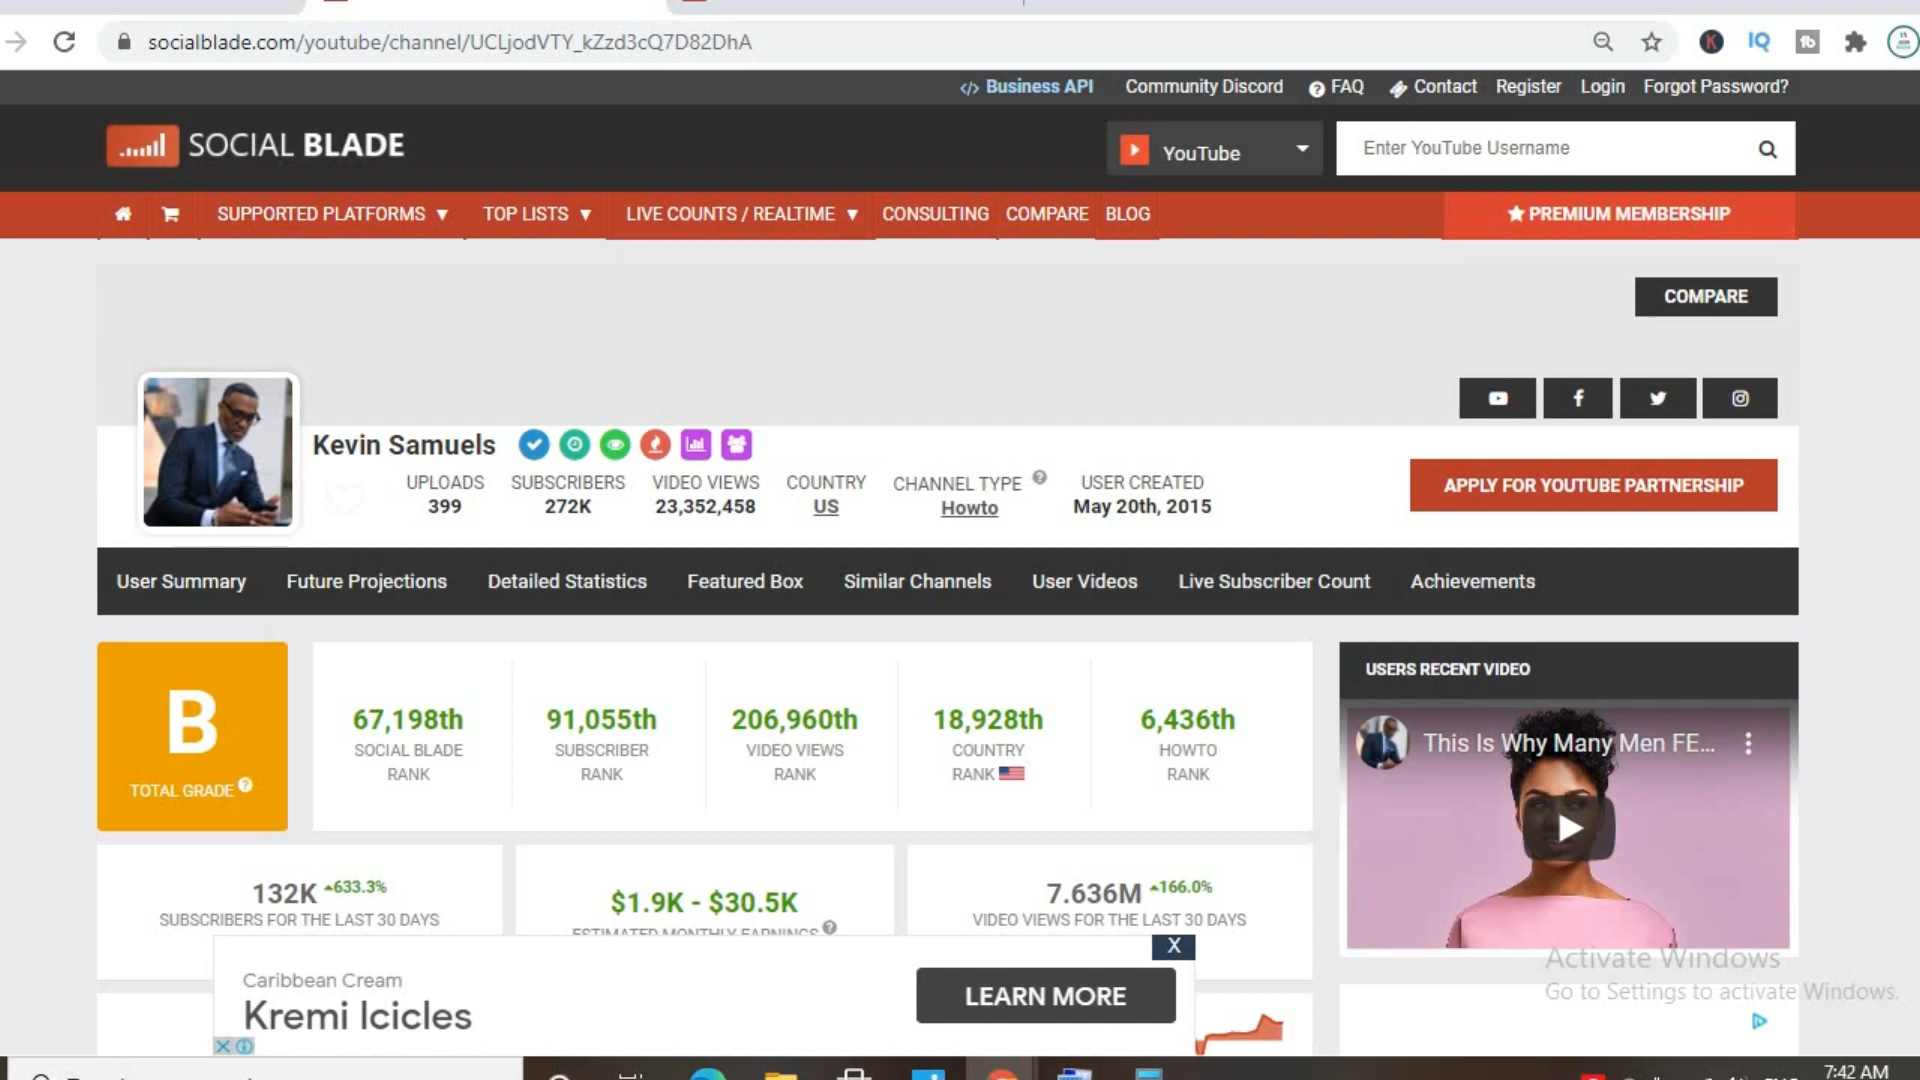 socialblade.com/youtube/channel/UCLjodVTY_kZzd3cQ7D82DhA
IQ
</> Business API Community Discord FAQ Contact Register Login Forgot Password?
SOCIAL BLADE
YouTube
Enter YouTube Username
SUPPORTED PLATFORMS ▼ TOP LISTS ▼ LIVE COUNTS / REALTIME ▼ CONSULTING COMPARE BLOG
PREMIUM MEMBERSHIP
COMPARE
Kevin Samuels
UPLOADS SUBSCRIBERS VIDEO VIEWS COUNTRY CHANNEL TYPE USER CREATED
399 272K 23,352,458 US Howto May 20th, 2015
APPLY FOR YOUTUBE PARTNERSHIP
User Summary Future Projections Detailed Statistics Featured Box Similar Channels User Videos Live Subscriber Count Achievements
B
TOTAL GRADE
67,198th
SOCIAL BLADE
RANK
91,055th
SUBSCRIBER
RANK
206,960th
VIDEO VIEWS
RANK
18,928th
COUNTRY
RANK
6,436th
HOWTO
RANK
USERS RECENT VIDEO
This Is Why Many Men FE...
132K 633.3%
SUBSCRIBERS FOR THE LAST 30 DAYS
$1.9K - $30.5K
ESTIMATED MONTHLY EARNINGS
7.636M 166.0%
VIDEO VIEWS FOR THE LAST 30 DAYS
X
Caribbean Cream
Kremi Icicles
LEARN MORE
Activate Windows
Go to Settings to activate Windows.
7:42 AM